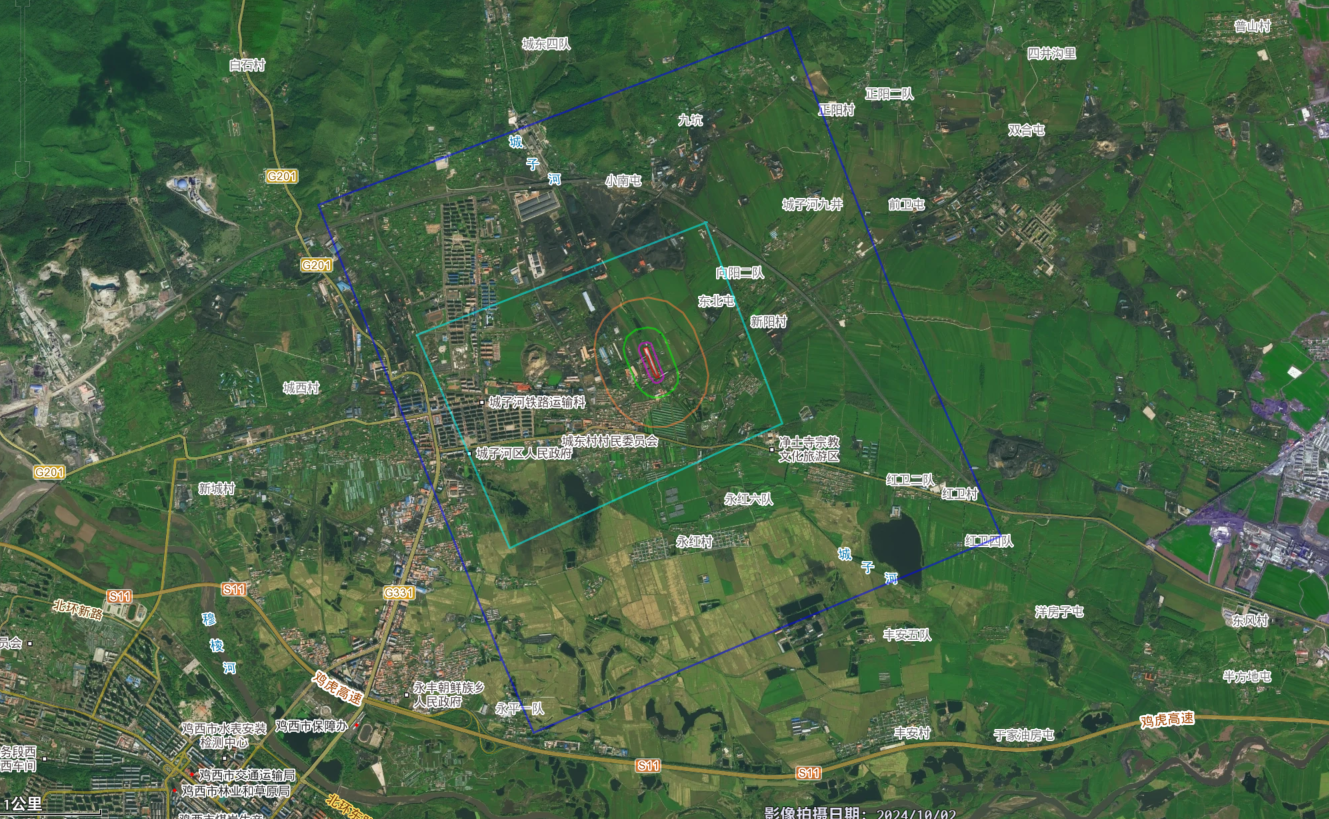 普山村
城东四队
四井沟里
白石村
正阳二队
正阳村
九坑
双合屯
城
子
河
G201
小南屯
城子河九井
前卫屯
G201
向阳二队
东北屯
新阳村
城西村
城子河铁路运输科
城东村村民委员会
净土寺宗教
文化旅游区
城子河区人民政府
G201
红卫二队
新城村
红卫村
永红六队
永红村
红卫四队
城
子
河
S11
S11
G331
北环新路
洋房子屯
穆
棱
河
东风村
丰安五队
员会
半方地屯
鸡虎高速
永丰朝鲜族乡
人民政府
永平一队
鸡虎高速
鸡西市保障办
鸡西市水表安装
检测中心
丰安村
于家油房屯
务段西
西车间
S11
S11
鸡西市交通运输局
鸡西市林业和草原局
1公里
影像拍摄日期：2024/10/02